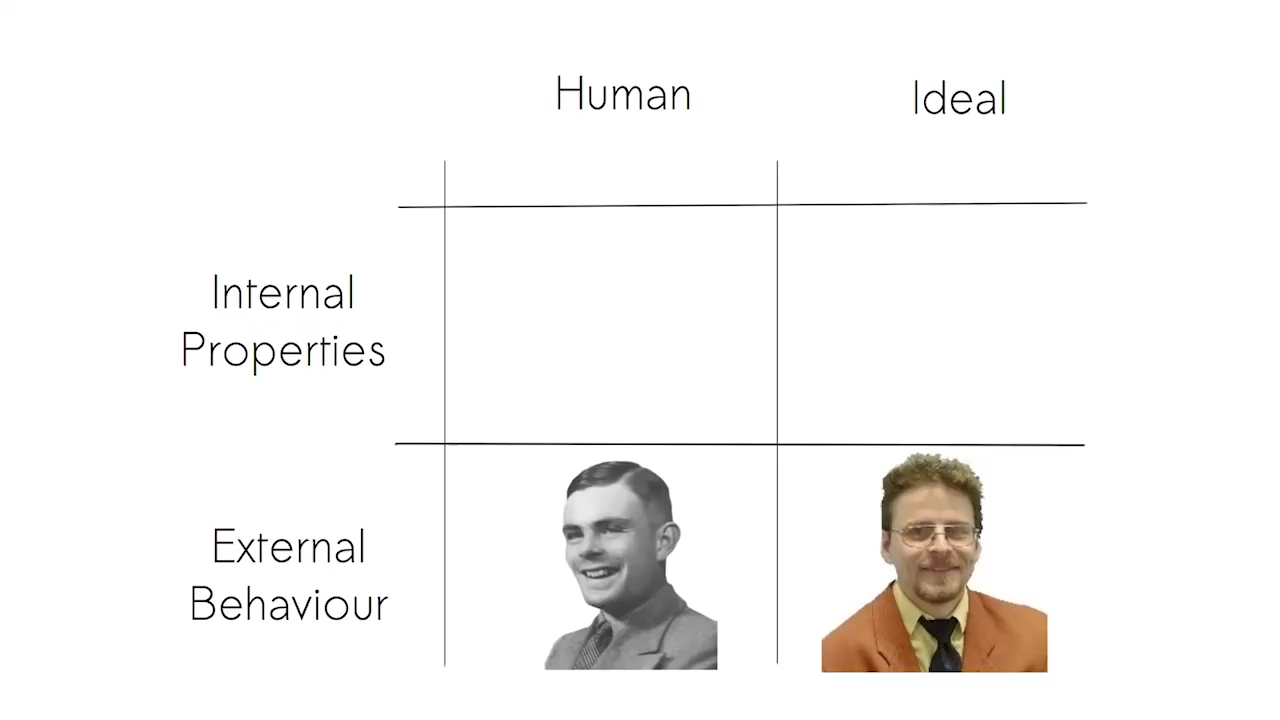 Human
Ideal
Internal
Properties
External
Behaviour